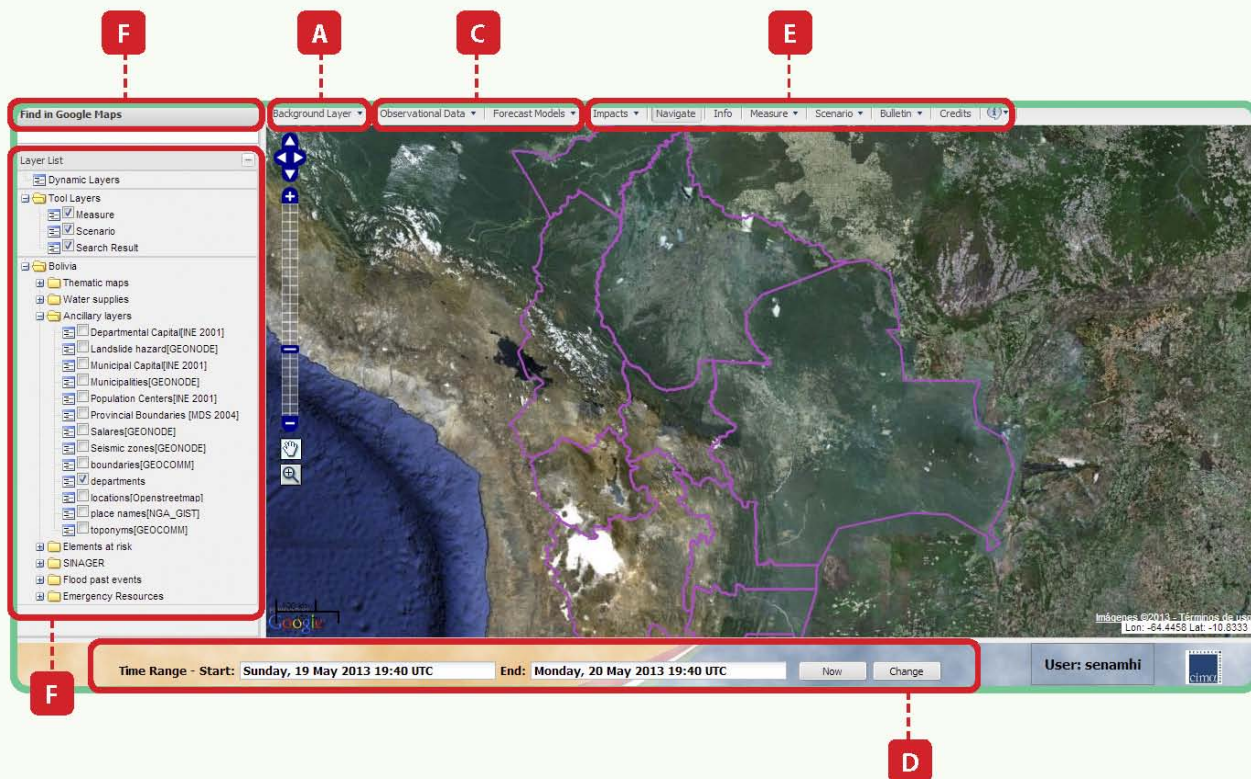 F
A
C
E
Find in Google Maps
Background Layer
Observational Data
Forecast Models
Impacts
Navigate
Info
Measure
Scenario
Bulletin
Credits
i
Layer List
Dynamic Layers
Tool Layers
Measure
Scenario
Search Result
Bolivia
Thematic maps
Water supplies
Ancillary layers
Departmental Capital[INE 2001]
Landslide hazard[GEONODE]
Municipal Capital[INE 2001]
Municipalities[GEONODE]
Population Centers[INE 2001]
Provincial Boundaries [MDS 2004]
Salares[GEONODE]
Seismic zones[GEONODE]
boundaries[GEOCOMM]
departments
locations[Openstreetmap]
place names[NGA_GIST]
toponyms[GEOCOMM]
Elements at risk
SINAGER
Flood past events
Emergency Resources
Google
Imágenes ©2013 - Términos de uso
Lon: -64.4458 Lat: -10.8333
Time Range - Start: Sunday, 19 May 2013 19:40 UTC End: Monday, 20 May 2013 19:40 UTC Now Change
User: senamhi
cima
F
D